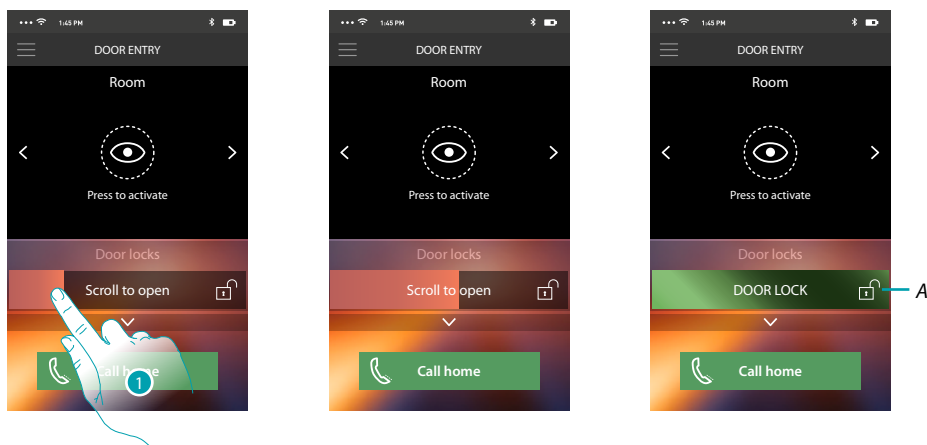 1:45 PM
DOOR ENTRY
Room
Press to activate
Door locks
Scroll to open
Call home
1
1:45 PM
DOOR ENTRY
Room
Press to activate
Door locks
Scroll to open
Call home
1:45 PM
DOOR ENTRY
Room
Press to activate
Door locks
DOOR LOCK
A
Call home